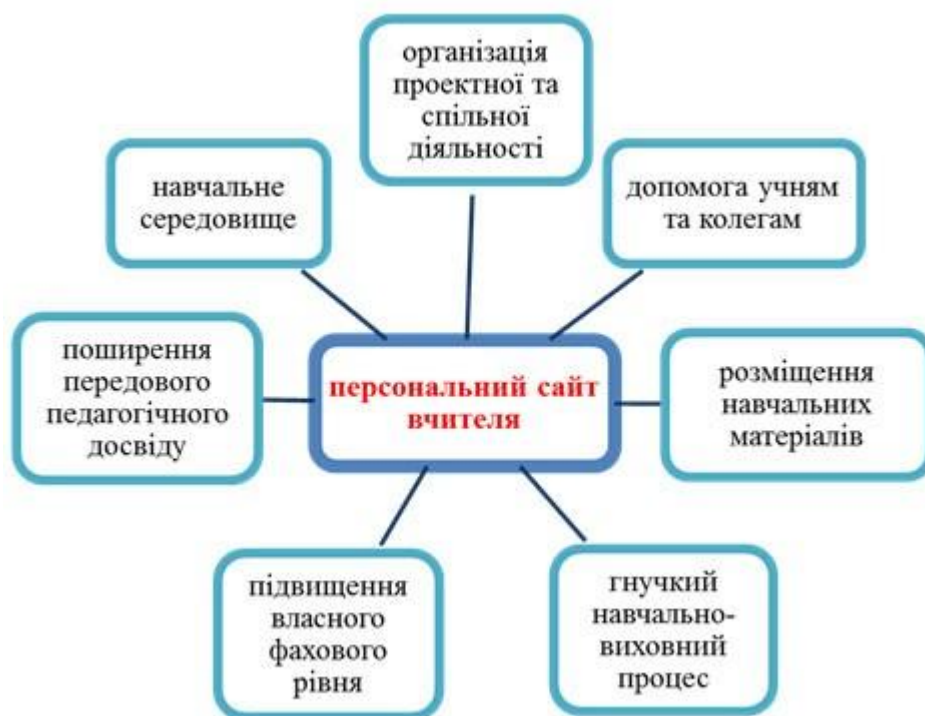 організація
проектної та
спільної
діяльності
навчальне
середовище
допомога учням
та колегам
поширення
передового
педагогічного
досвіду
персональний сайт
вчителя
розміщення
навчальних
матеріалів
підвищення
власного
фахового
рівня
гнучкий
навчально-
виховний
процес